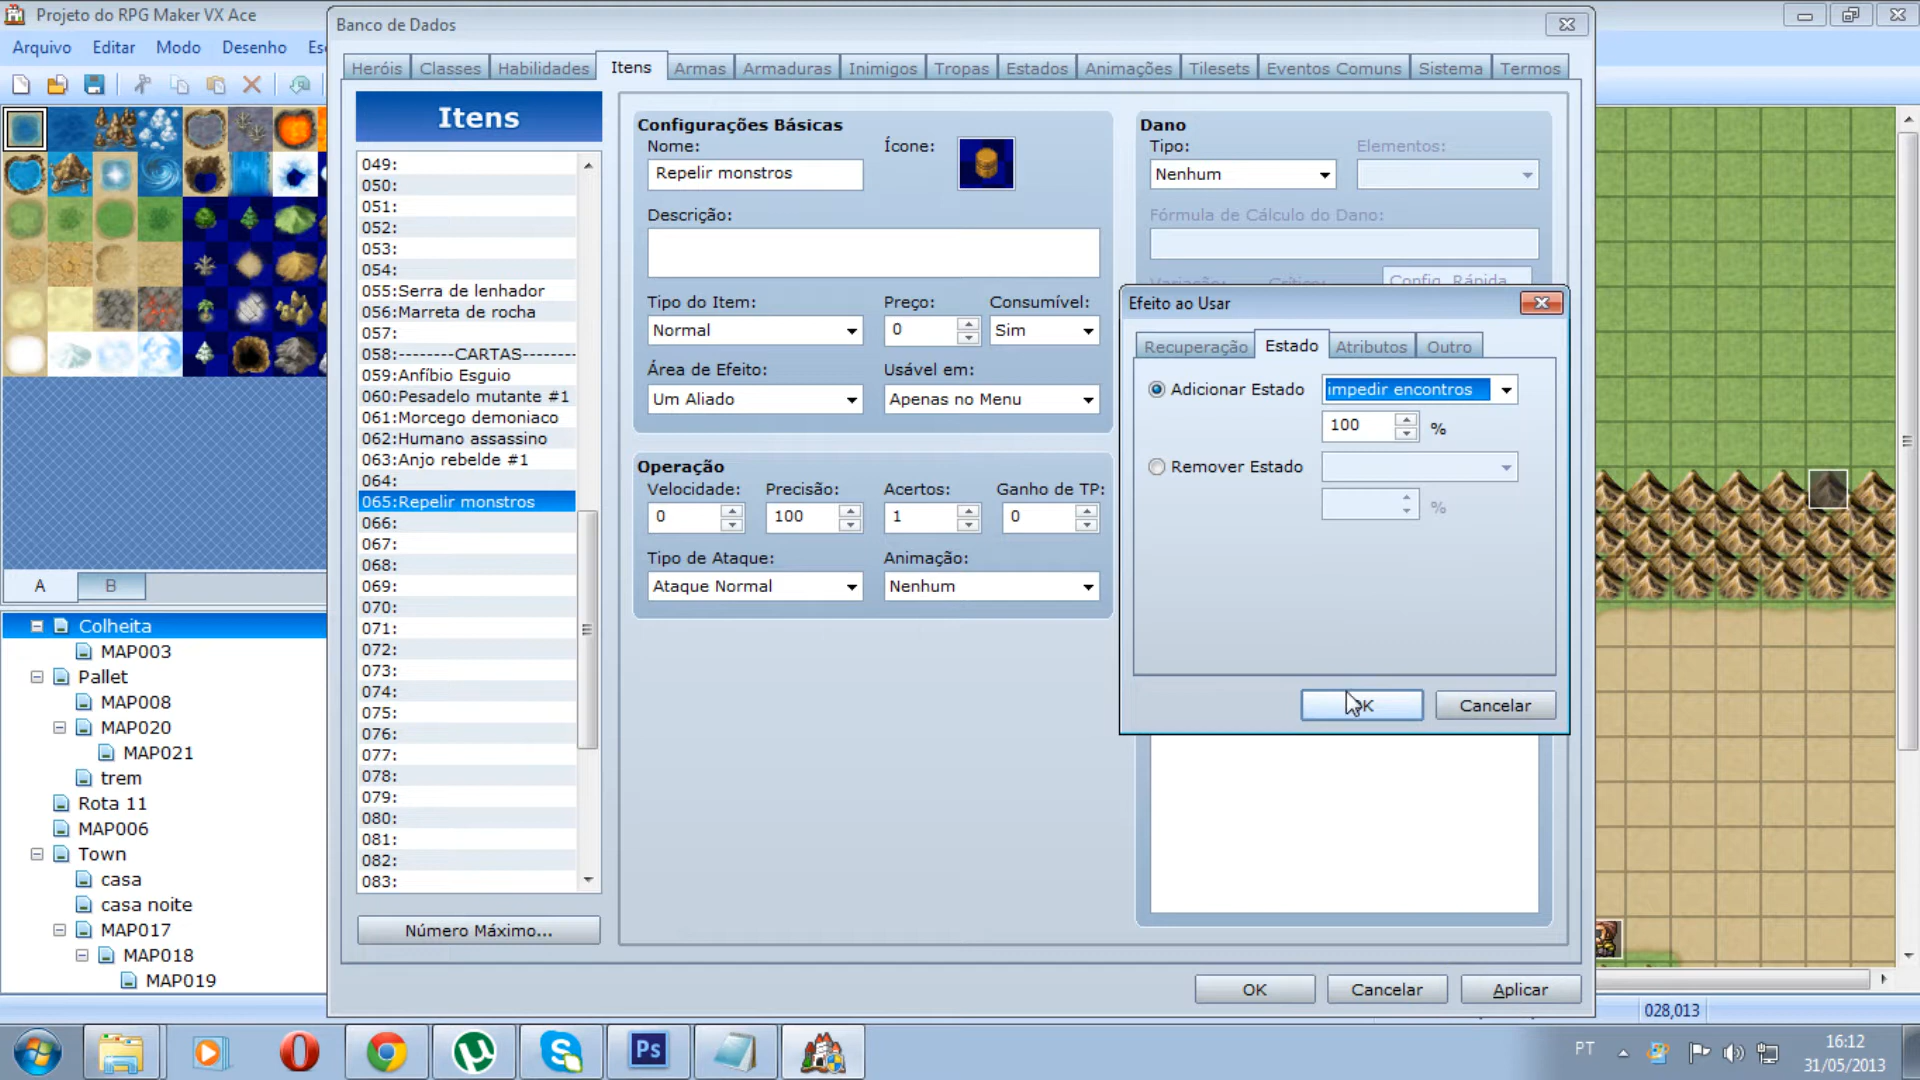 Projeto do RPG Maker VX Ace
Arquivo Editar Modo Desenho
Banco de Dados
Heróis Classes Habilidades Itens Armas Armaduras Inimigos Tropas Estados Animações Tilesets Eventos Comuns Sistema Termos
Itens
049:
050:
051:
052:
053:
054:
055:Serra de lenhador
056:Marreta de rocha
057:
058:--------CARTAS--------
059:Anfíbio Esguio
060:Pesadelo mutante #1
061:Morcego demoniaco
062:Humano assassino
063:Anjo rebelde #1
064:
065:Repelir monstros
066:
067:
068:
069:
070:
071:
072:
073:
074:
075:
076:
077:
078:
079:
080:
081:
082:
083:
Número Máximo...
Configurações Básicas
Nome: Ícone:
Repelir monstros
Descrição:
Tipo do Item: Preço: Consumível:
Normal 0 Sim
Área de Efeito: Usável em:
Um Aliado Apenas no Menu
Operação
Velocidade: Precisão: Acertos: Ganho de TP:
0 100 1 0
Tipo de Ataque: Animação:
Ataque Normal Nenhum
Dano
Tipo: Elementos:
Nenhum
Fórmula de Cálculo do Dano:
Config. Rápida
Efeito ao Usar
Recuperação Estado Atributos Outro
Adicionar Estado impedir encontros
100 %
Remover Estado
%
OK Cancelar
OK Cancelar Aplicar
A B
Colheita
MAP003
Pallet
MAP008
MAP020
MAP021
trem
Rota 11
MAP006
Town
casa
casa noite
MAP017
MAP018
MAP019
028,013
Ps
PT
16:12
31/05/2013